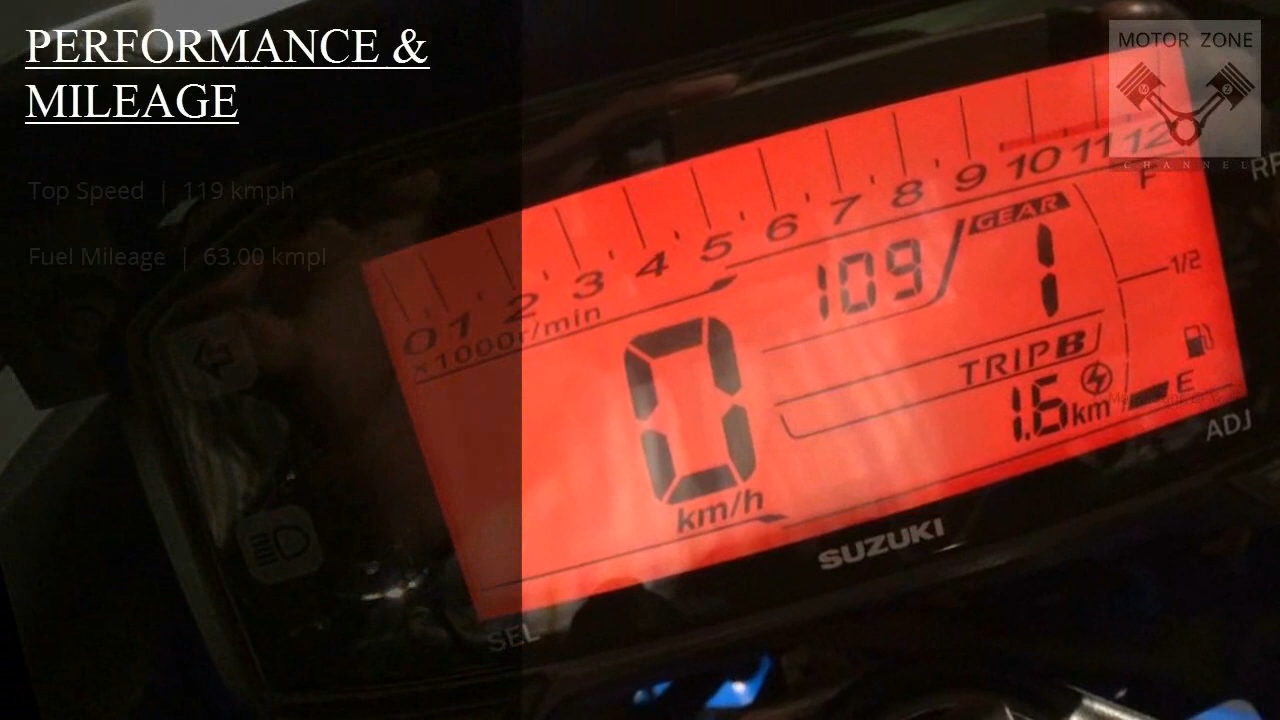 PERFORMANCE &
MILEAGE
Top Speed | 119 kmph
Fuel Mileage | 63.00 kmpl
MOTOR ZONE
M Z
CHANNEL
0 1 2 3 4 5 6 7 8 9 10 11 12
×1000r/min
109
GEAR
1
F
1/2
E
0
km/h
TRIP B
1.6 km
ADJ
SUZUKI
SEL